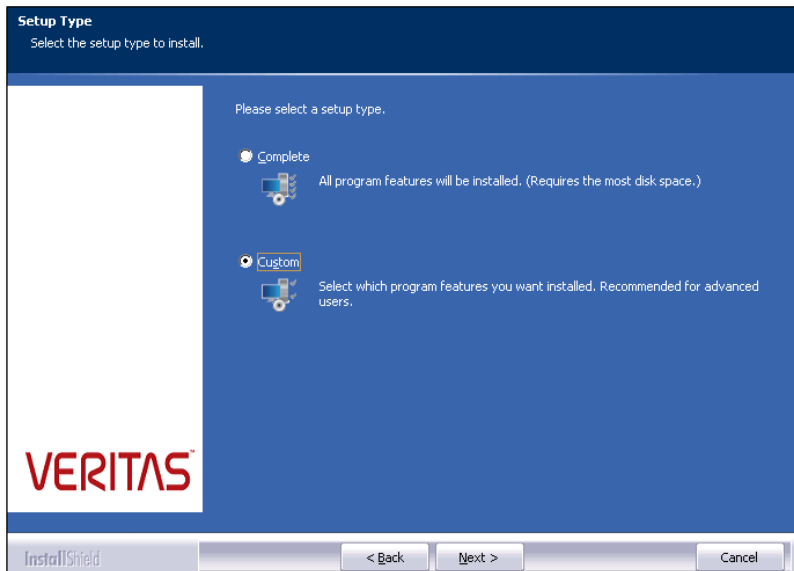 Setup Type
Select the setup type to install.
Please select a setup type.
Complete
All program features will be installed. (Requires the most disk space.)
Custom
Select which program features you want installed. Recommended for advanced
users.
VERITAS™
InstallShield
< Back
Next >
Cancel